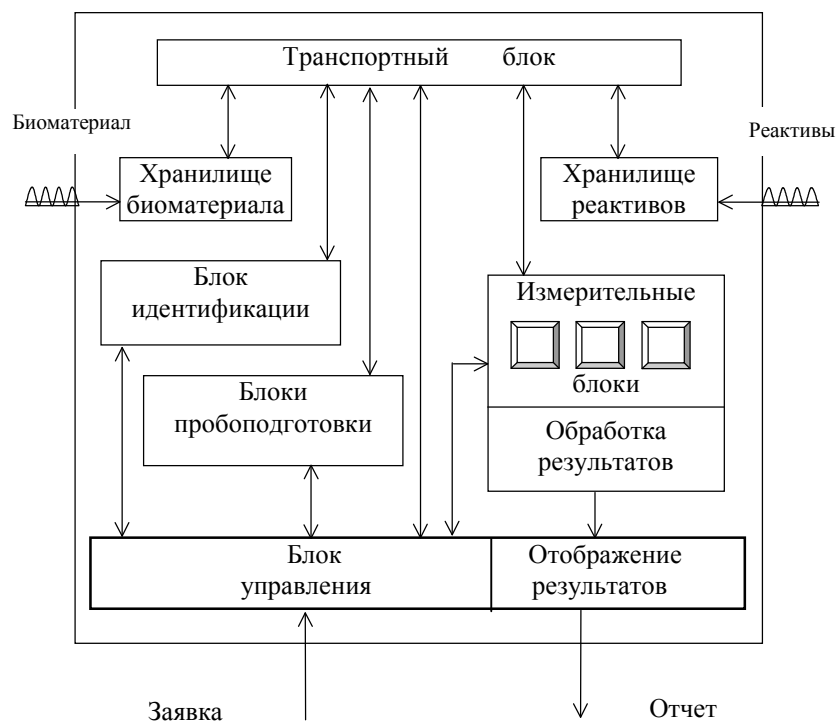 Транспортный блок
Биоматериал
Реактивы
Хранилище
биоматериала
Хранилище
реактивов
Блок
идентификации
Измерительные
блоки
Блоки
пробоподготовки
Обработка
результатов
Блок
управления
Отображение
результатов
Заявка
Отчет